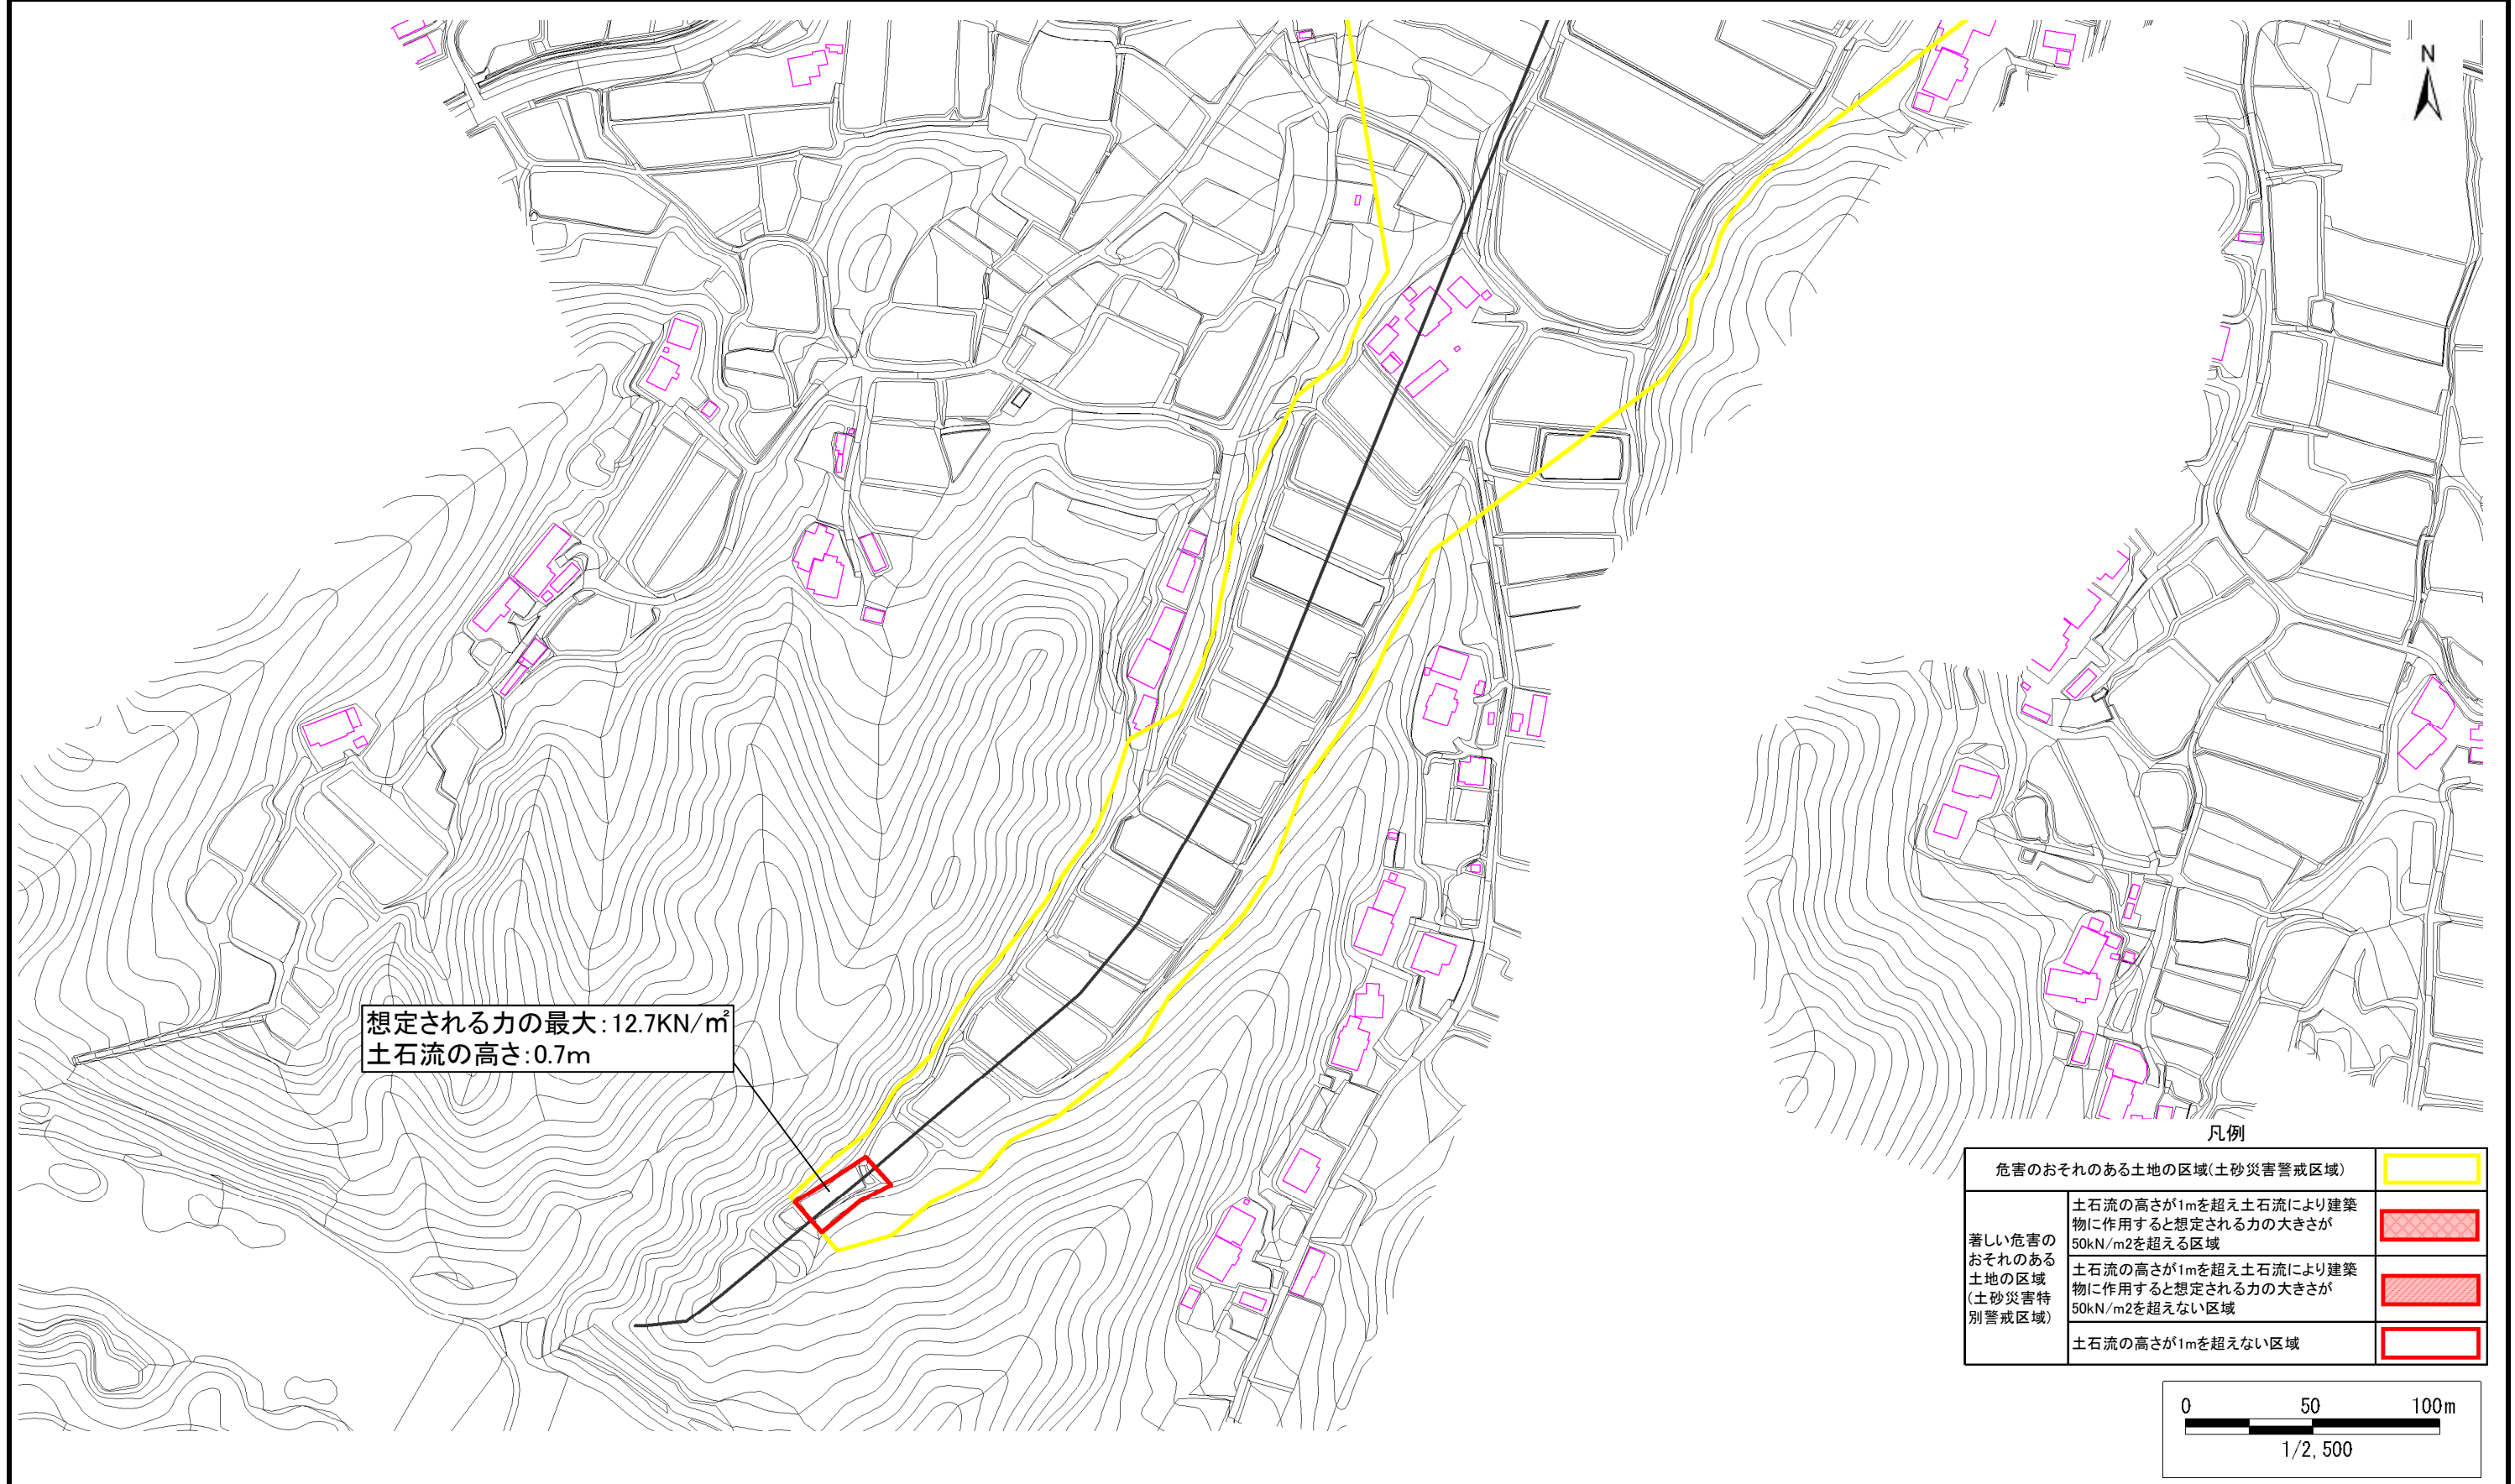 N
想定される力の最大:12.7KN/㎡
土石流の高さ:0.7m
凡例
危害のおそれのある土地の区域(土砂災害警戒区域)
著しい危害の
おそれのある
土地の区域
(土砂災害特
別警戒区域)
土石流の高さが1mを超え土石流により建築
物に作用すると想定される力の大きさが
50kN/m2を超える区域
土石流の高さが1mを超え土石流により建築
物に作用すると想定される力の大きさが
50kN/m2を超えない区域
土石流の高さが1mを超えない区域
0 50 100m
1/2,500